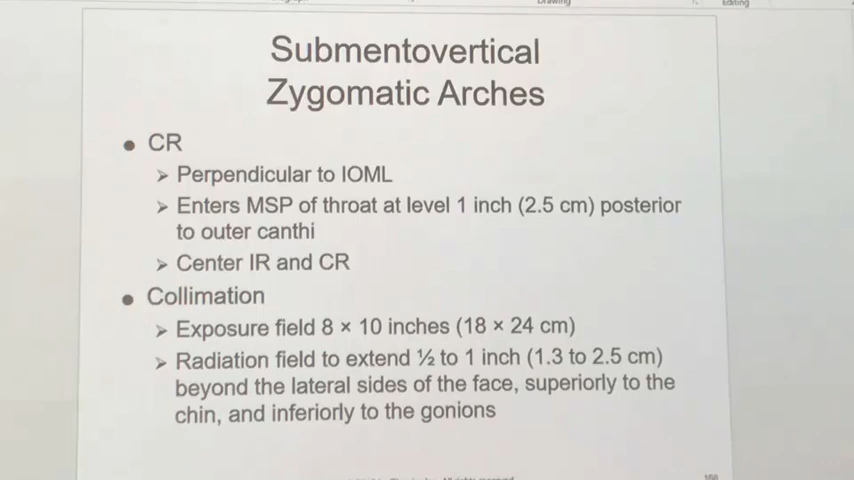 Drawing
Editing
Submentovertical
Zygomatic Arches
● CR
➢ Perpendicular to IOML
➢ Enters MSP of throat at level 1 inch (2.5 cm) posterior
to outer canthi
➢ Center IR and CR
● Collimation
➢ Exposure field 8 × 10 inches (18 × 24 cm)
➢ Radiation field to extend ½ to 1 inch (1.3 to 2.5 cm)
beyond the lateral sides of the face, superiorly to the
chin, and inferiorly to the gonions